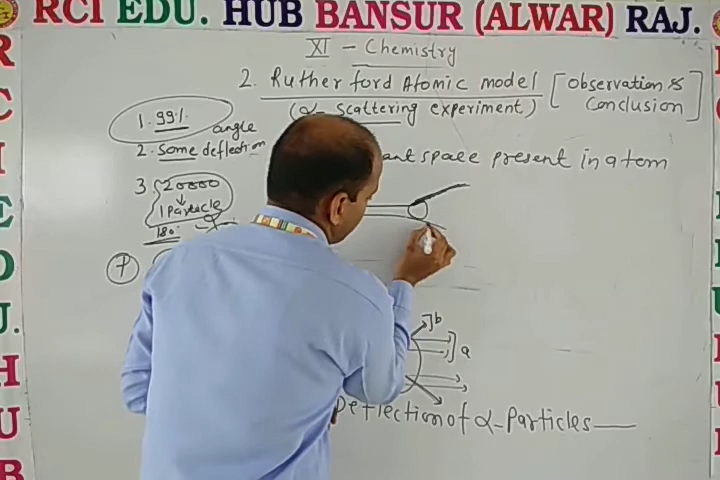 RCI EDU. HUB BANSUR (ALWAR) RAJ.
XI - Chemistry
2. Ruther ford Atomic model [Observation &
(α- scattering experiment) Conclusion]
1. 99%
angle
2. Some deflection
ant space present in atom
3. 20000
↓
1 Particle
180°
b
a
Deflection of α-Particles
RCIEDU.HUB